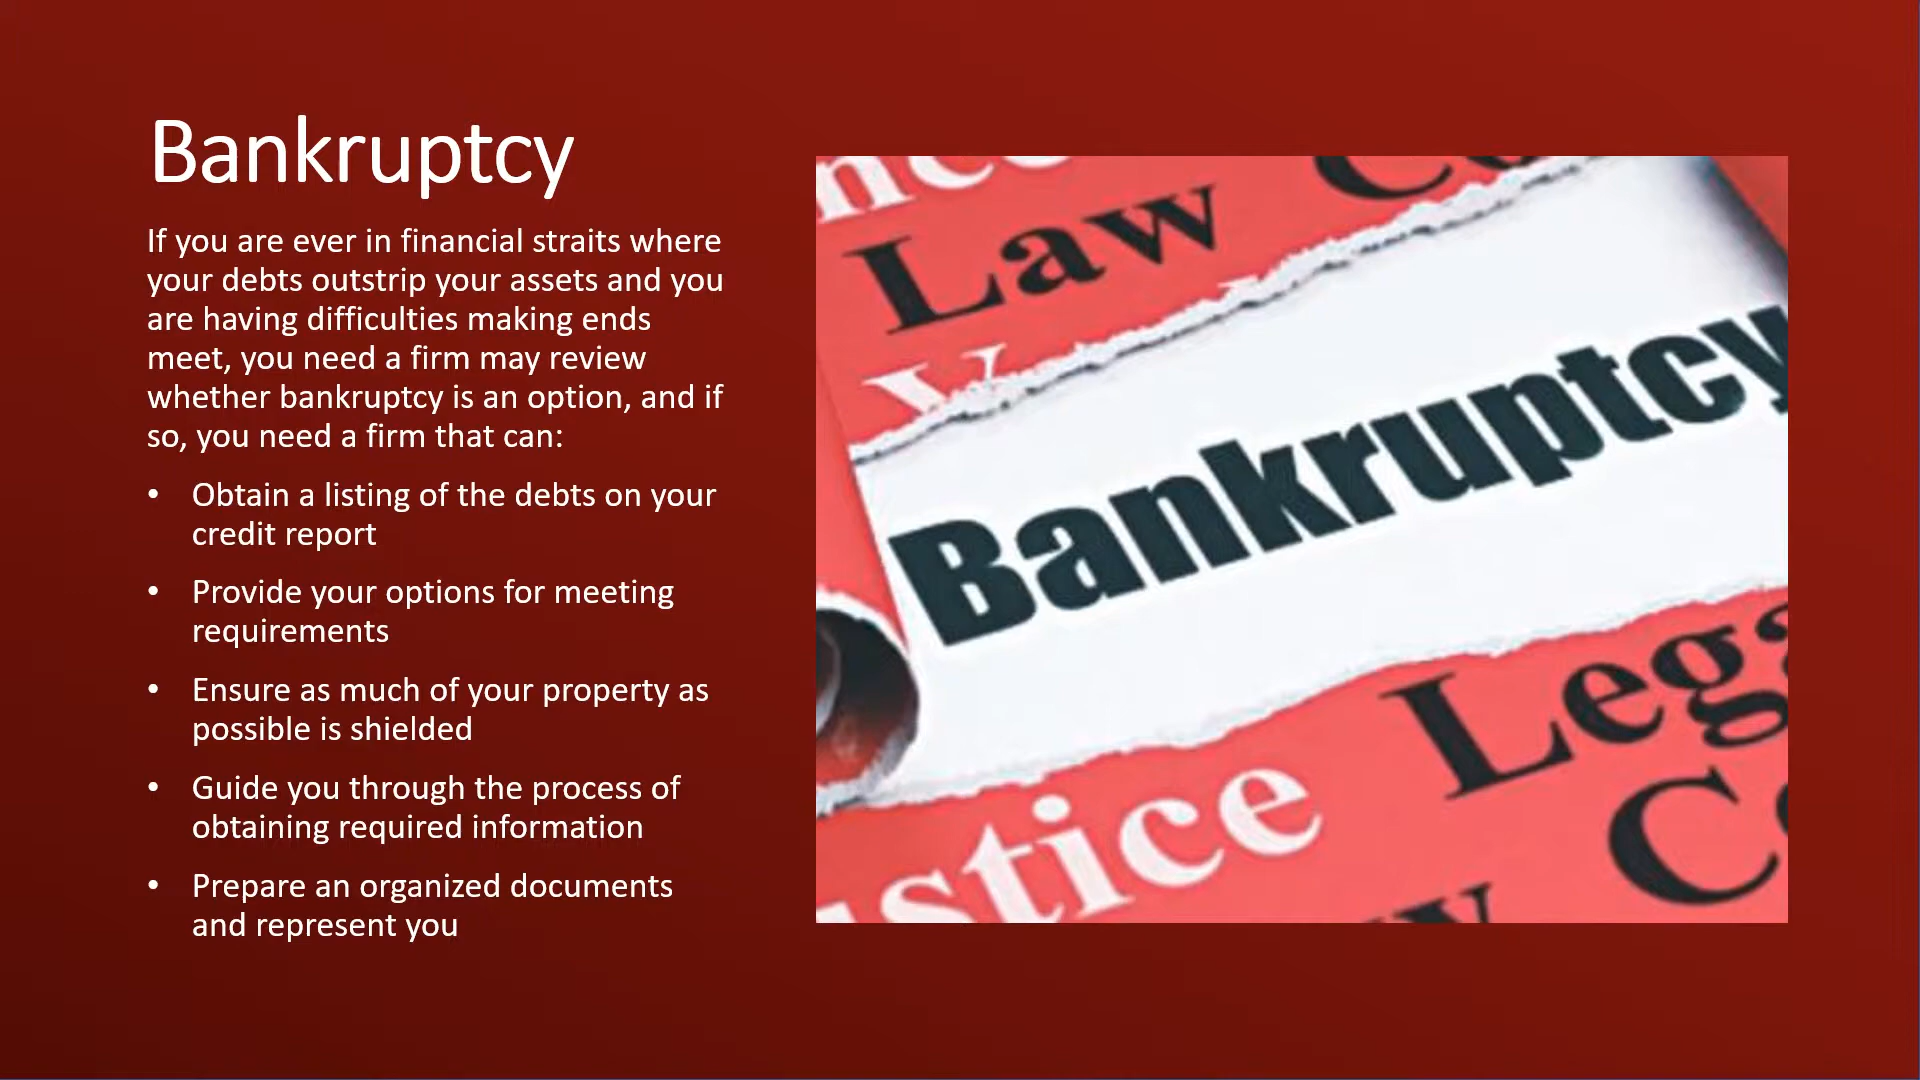 Bankruptcy
If you are ever in financial straits where
your debts outstrip your assets and you
are having difficulties making ends
meet, you need a firm may review
whether bankruptcy is an option, and if
so, you need a firm that can:
• Obtain a listing of the debts on your
credit report
• Provide your options for meeting
requirements
• Ensure as much of your property as
possible is shielded
• Guide you through the process of
obtaining required information
• Prepare an organized documents
and represent you
Law
Bankruptcy